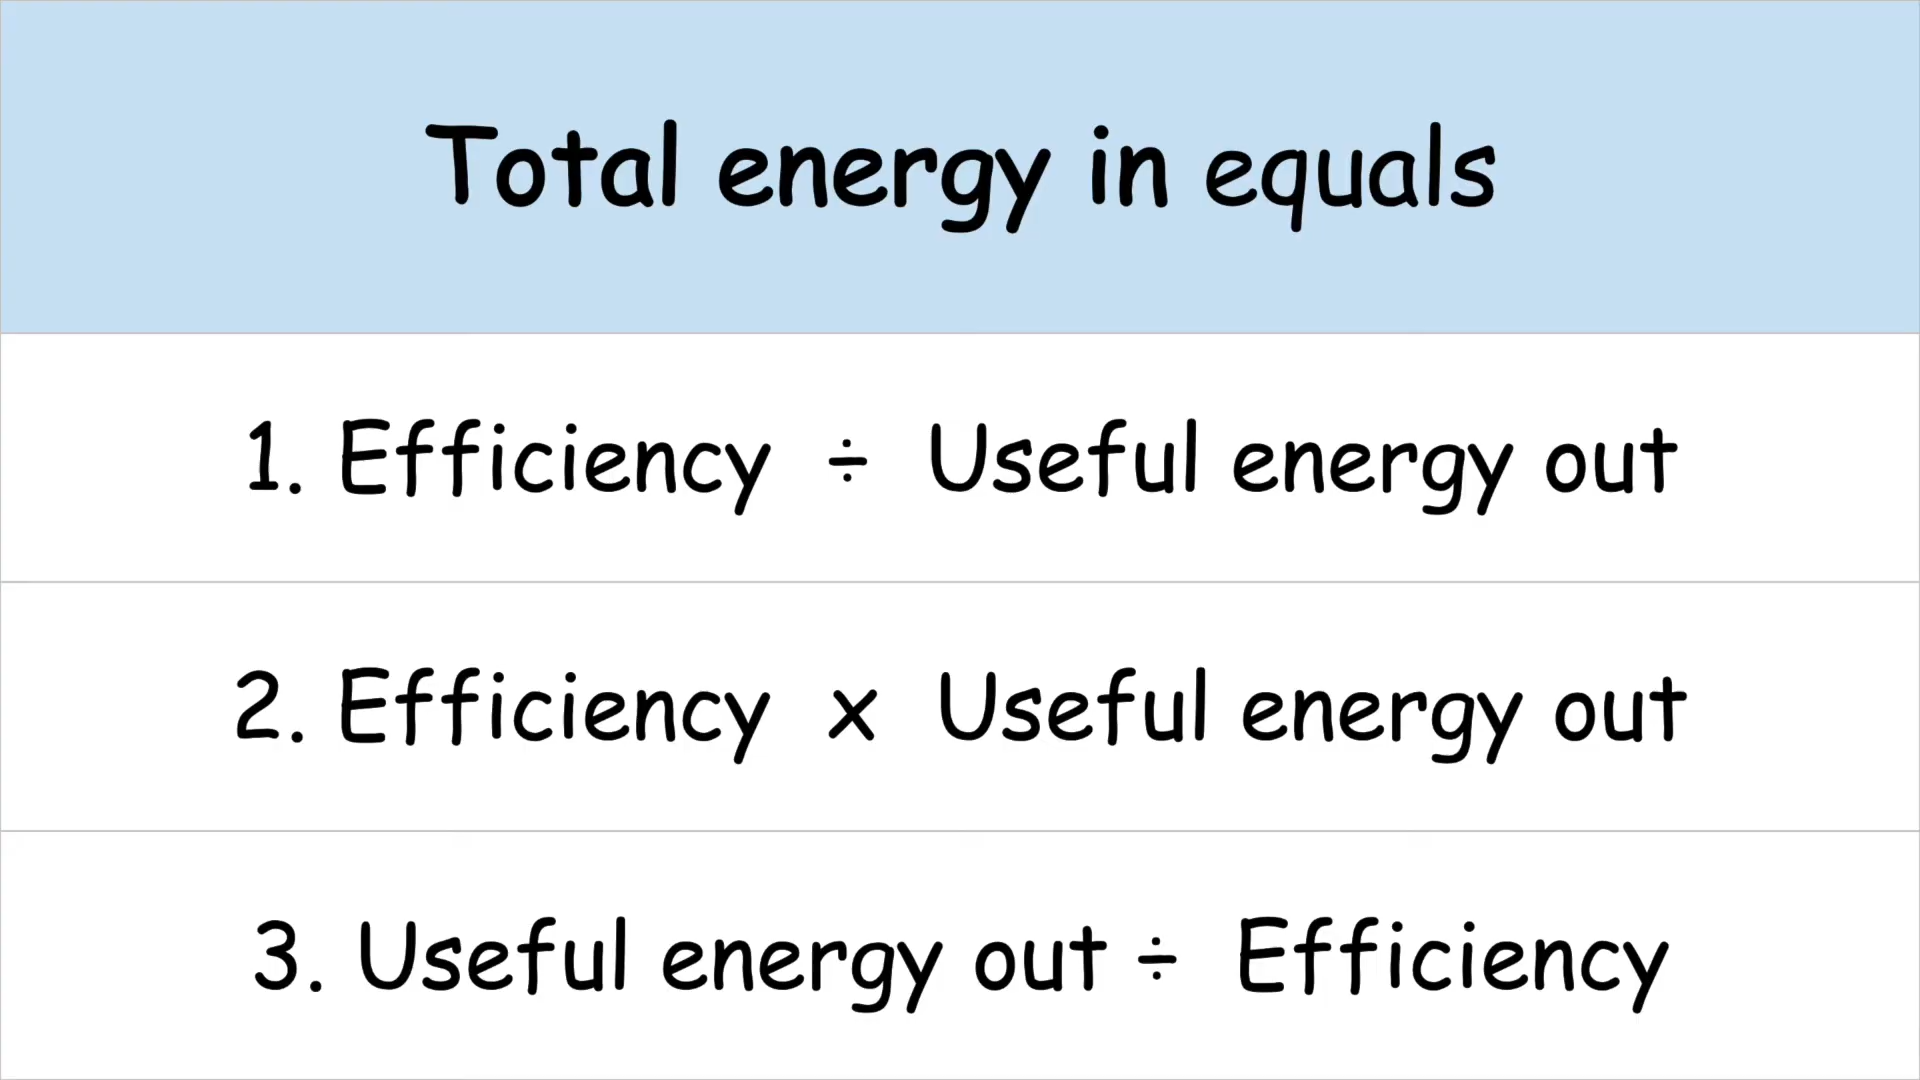 Total energy in equals
1. Efficiency ÷ Useful energy out
2. Efficiency x Useful energy out
3. Useful energy out ÷ Efficiency